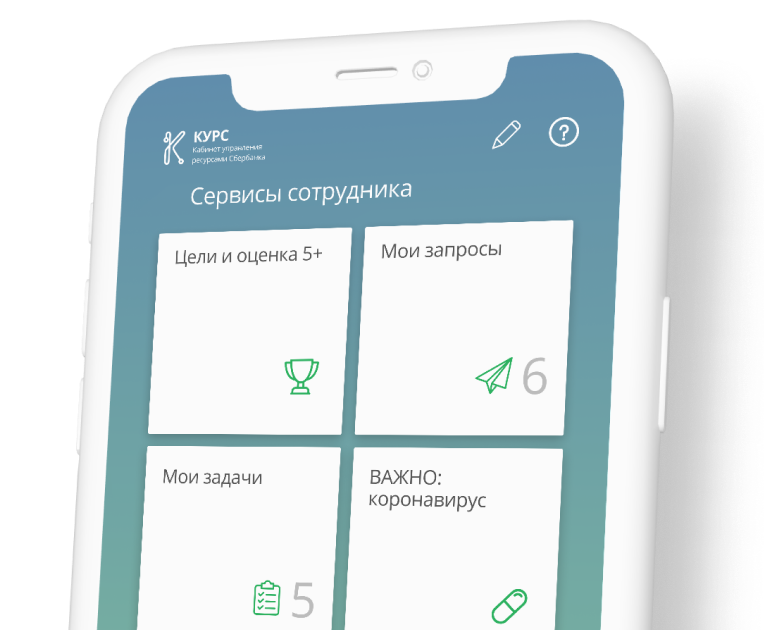 КУРС
Кабинет управления
ресурсами Сбербанка
?
Сервисы сотрудника
Цели и оценка 5+
Мои запросы
6
Мои задачи
ВАЖНО:
коронавирус
5